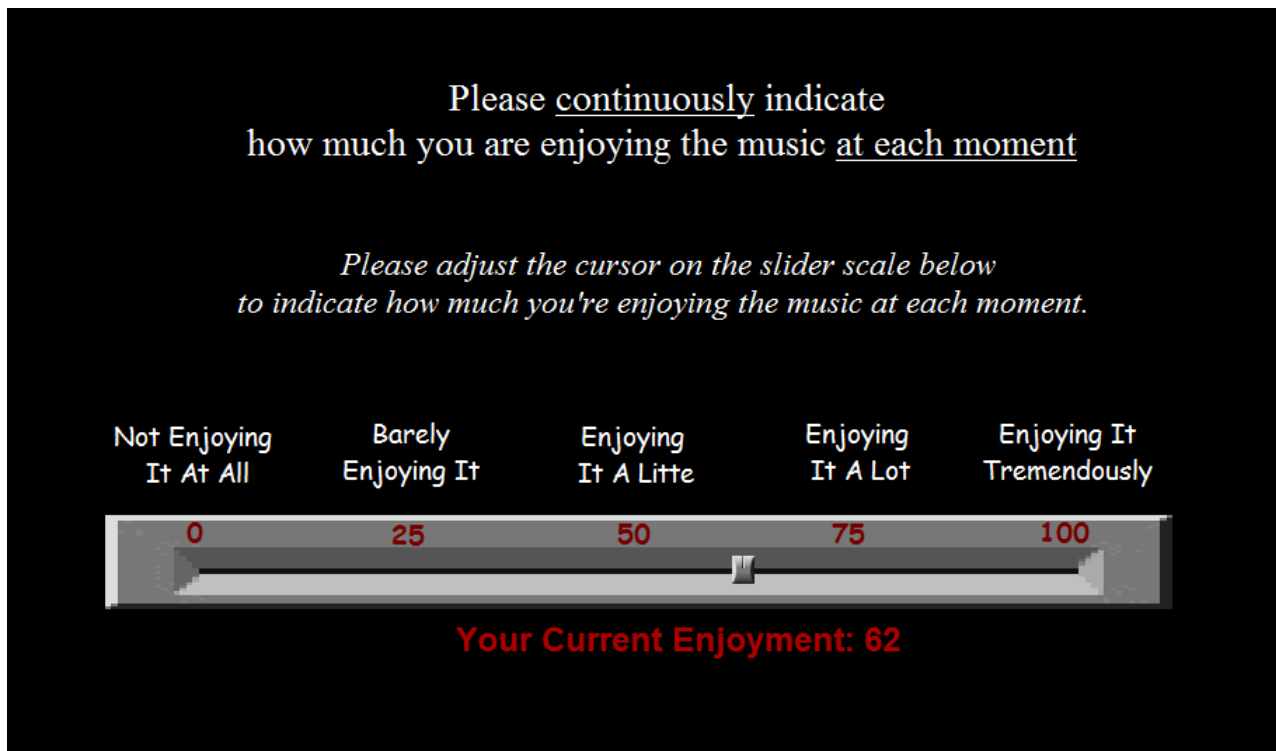 Please continuously indicate
how much you are enjoying the music at each moment
Please adjust the cursor on the slider scale below
to indicate how much you're enjoying the music at each moment.
Not Enjoying
It At All
Barely
Enjoying It
Enjoying
It A Litte
Enjoying
It A Lot
Enjoying It
Tremendously
0 25 50 75 100
Your Current Enjoyment: 62